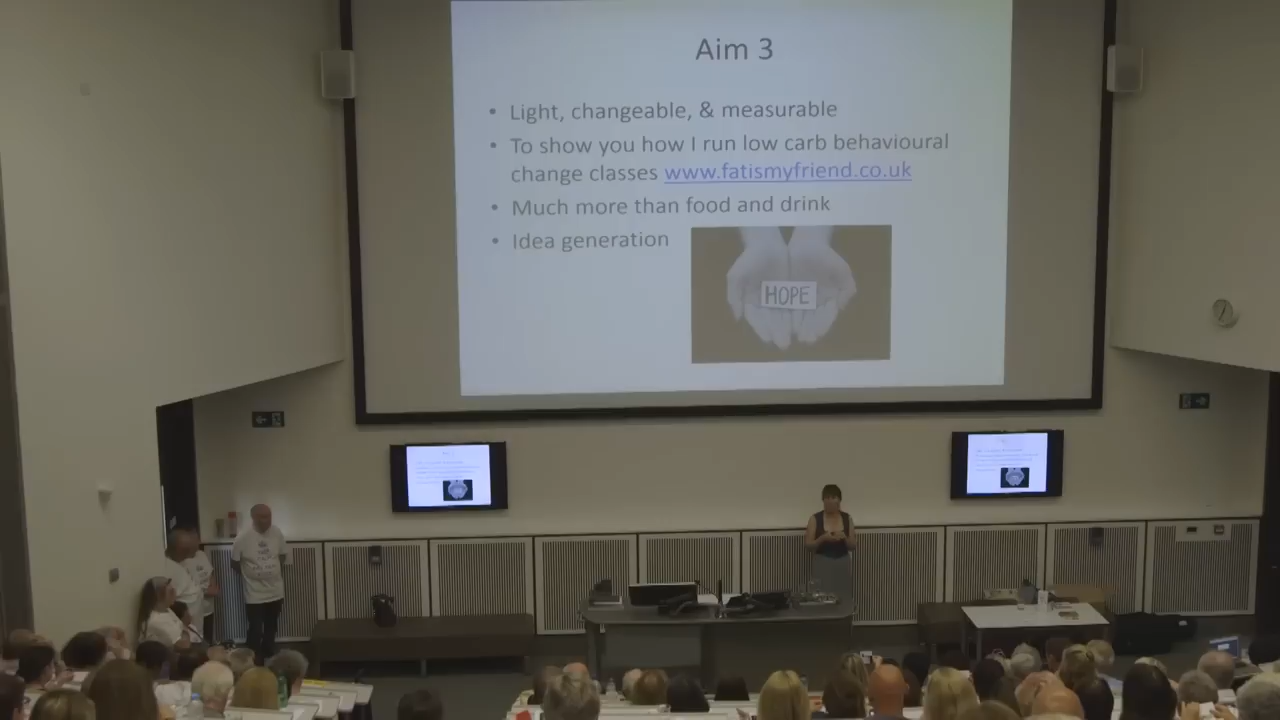 Aim 3
• Light, changeable, & measurable
• To show you how I run low carb behavioural
change classes www.fatismyfriend.co.uk
• Much more than food and drink
• Idea generation
HOPE